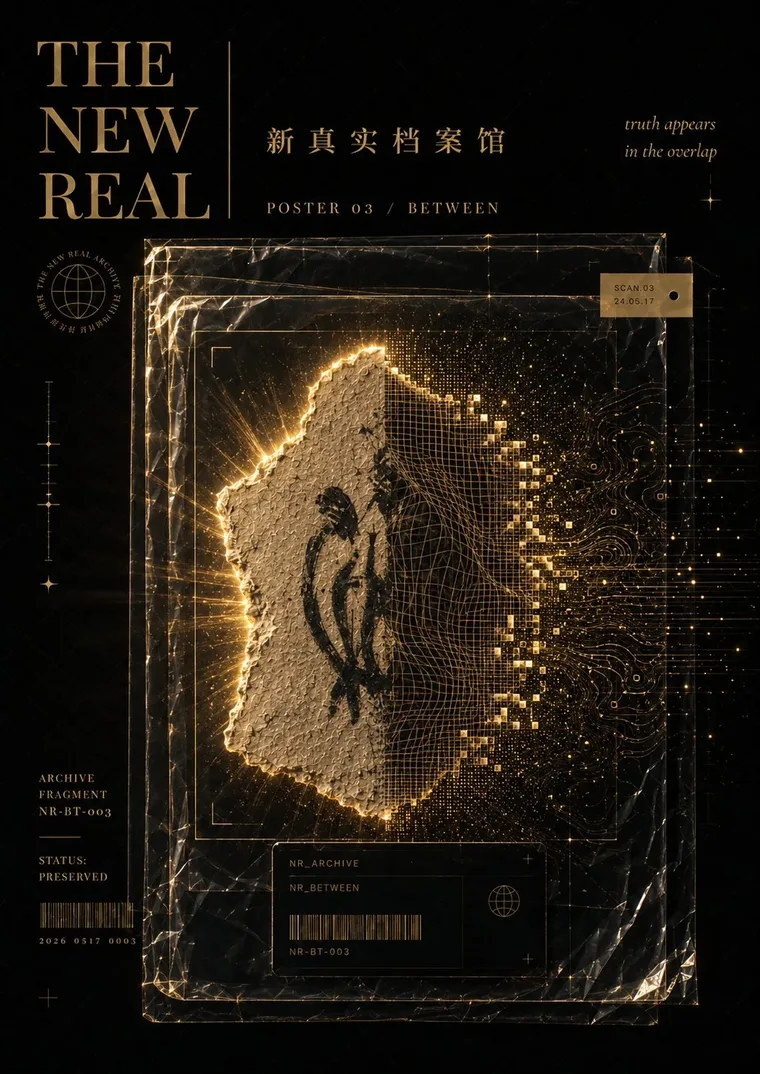 THE
NEW
REAL
新真实档案馆
POSTER 03 / BETWEEN
truth appears
in the overlap
THE NEW REAL ARCHIVE
SCAN.03
24.05.17
ARCHIVE
FRAGMENT
NR-BT-003
STATUS:
PRESERVED
2026 0517 0003
NR_ARCHIVE
NR_BETWEEN
NR-BT-003